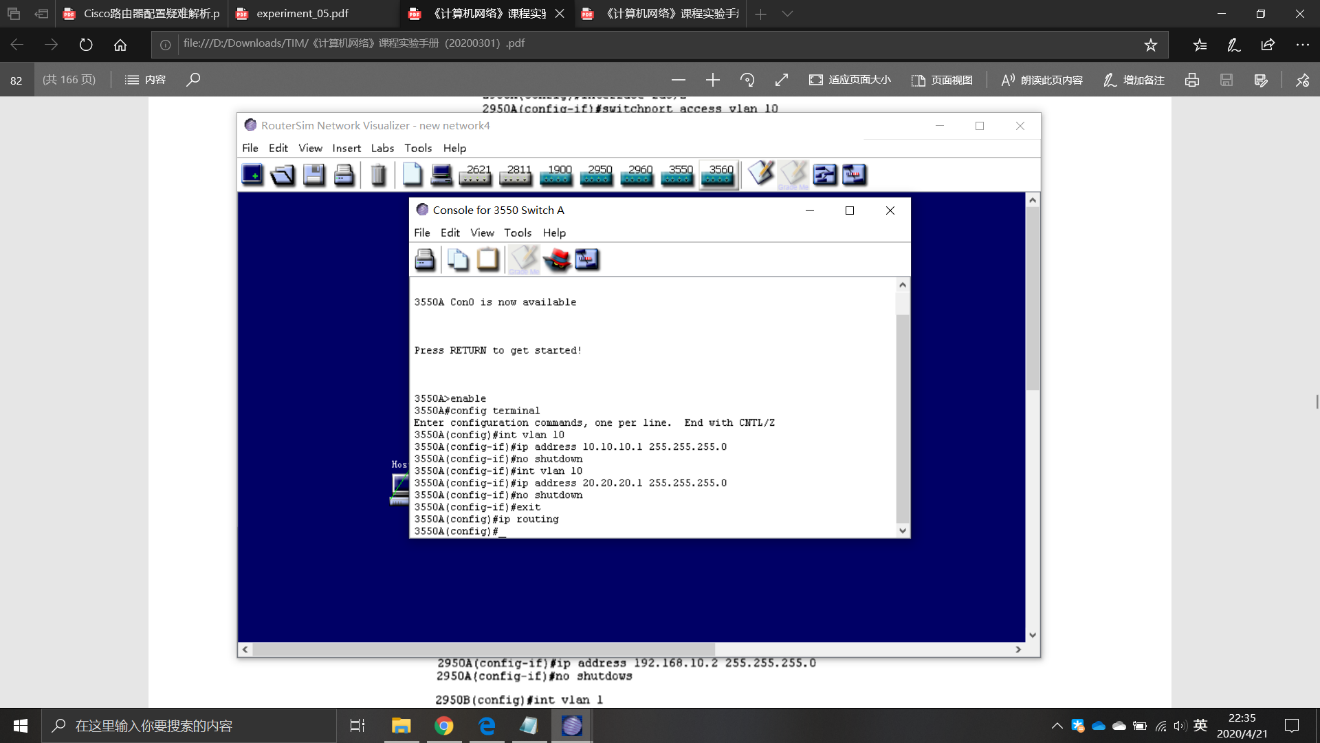 Cisco路由器配置疑难解析.p
experiment_05.pdf
《计算机网络》课程实
《计算机网络》课程实验手
file:///D:/Downloads/TIM/《计算机网络》课程实验手册（20200301）.pdf
82
(共 166 页)
内容
适应页面大小
页面视图
朗读此页内容
增加备注
2950A(config-if)#switchport access vlan 10
RouterSim Network Visualizer - new network4
File Edit View Insert Labs Tools Help
2621 2811 1900 2950 2960 3550 3560
Console for 3550 Switch A
File Edit View Tools Help
3550A Con0 is now available
Press RETURN to get started!
3550A>enable
3550A#config terminal
Enter configuration commands, one per line.  End with CNTL/Z
3550A(config)#int vlan 10
3550A(config-if)#ip address 10.10.10.1 255.255.255.0
3550A(config-if)#no shutdown
3550A(config-if)#int vlan 10
3550A(config-if)#ip address 20.20.20.1 255.255.255.0
3550A(config-if)#no shutdown
3550A(config-if)#exit
3550A(config)#ip routing
3550A(config)#_
Hos
2950A(config-if)#ip address 192.168.10.2 255.255.255.0
2950A(config-if)#no shutdows
2950B(config)#int vlan 1
在这里输入你要搜索的内容
英
22:35
2020/4/21